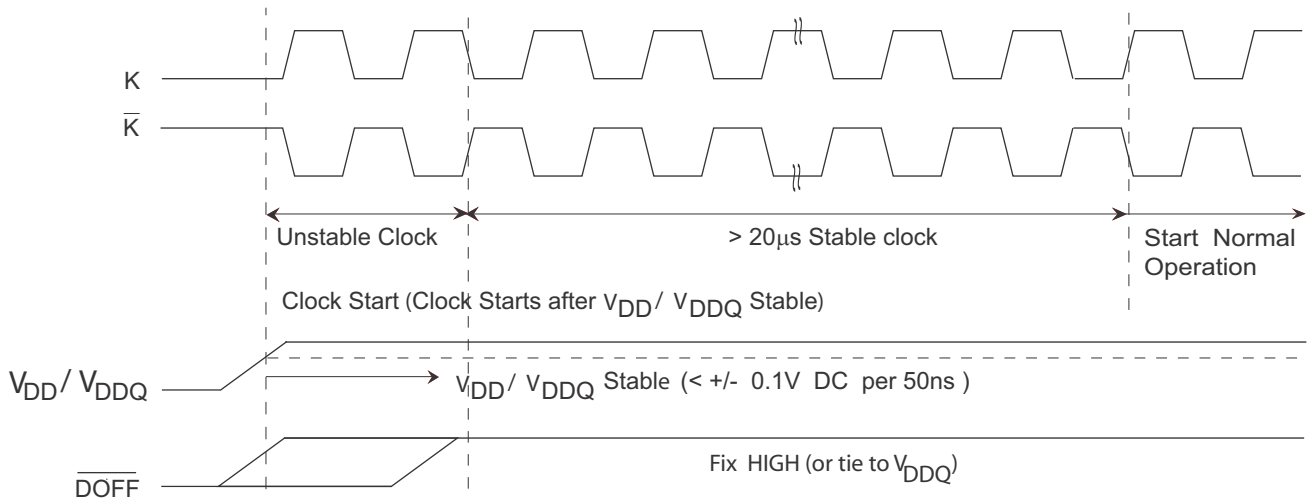 K
K̅
Unstable Clock
> 20μs Stable clock
Start Normal
Operation
Clock Start (Clock Starts after VDD / VDDQ Stable)
VDD / VDDQ
VDD / VDDQ Stable (< +/- 0.1V DC per 50ns )
D̅O̅F̅F̅
Fix HIGH (or tie to VDDQ)